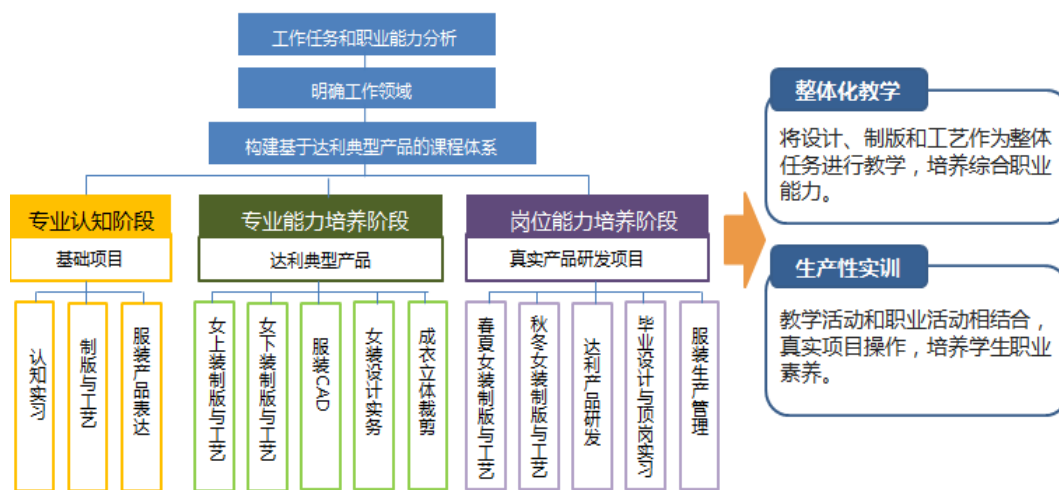 工作任务和职业能力分析
明确工作领域
构建基于达利典型产品的课程体系
专业认知阶段
基础项目
认知实习
制版与工艺
服装产品表达
专业能力培养阶段
达利典型产品
女上装制版与工艺
女下装制版与工艺
服装CAD
女装设计实务
成衣立体裁剪
岗位能力培养阶段
真实产品研发项目
春夏女装制版与工艺
秋冬女装制版与工艺
达利产品研发
毕业设计与顶岗实习
服装生产管理
整体化教学
将设计、制版和工艺作为整体
任务进行教学，培养综合职业
能力。
生产性实训
教学活动和职业活动相结合，
真实项目操作，培养学生职业
素养。